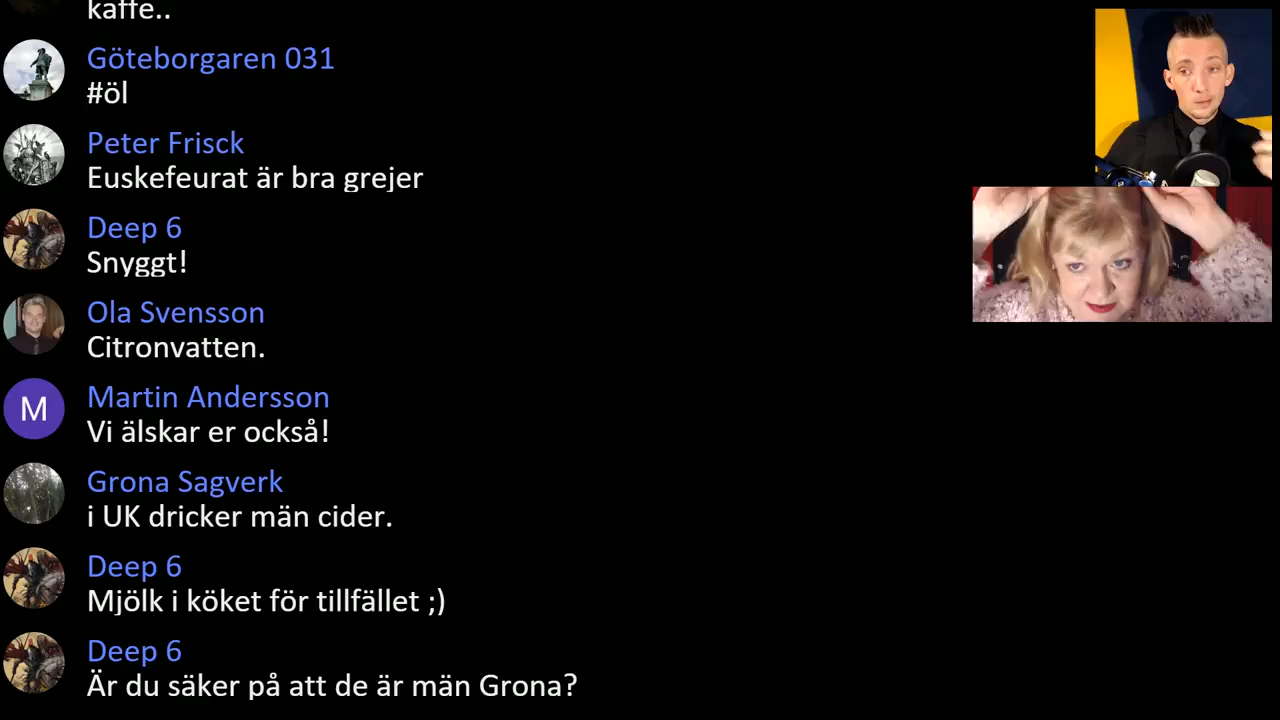 kaffe..
Göteborgaren 031
#öl
Peter Frisck
Euskefeurat är bra grejer
Deep 6
Snyggt!
Ola Svensson
Citronvatten.
M
Martin Andersson
Vi älskar er också!
Grona Sagverk
i UK dricker män cider.
Deep 6
Mjölk i köket för tillfället ;)
Deep 6
Är du säker på att de är män Grona?